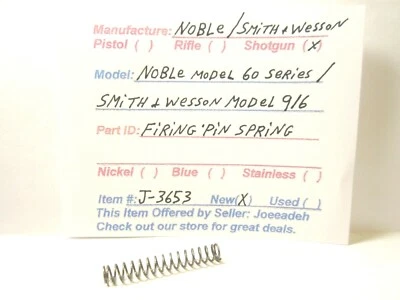 Manufacture: NOBLE / SMITH & WESSON
Pistol ( ) Rifle ( ) Shotgun (X)
Model: NOBLE MODEL 60 SERIES /
SMITH & WESSON MODEL 916
Part ID: FIRING PIN SPRING
Nickel ( ) Blue ( ) Stainless ( )
Item #: J-3653 New(X) Used ( )
This Item Offered by Seller: Joeeadeh
Check out our store for great deals.